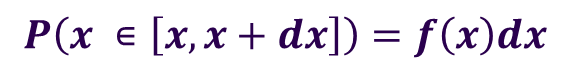 P(x ∈ [x, x + dx]) = f(x)dx